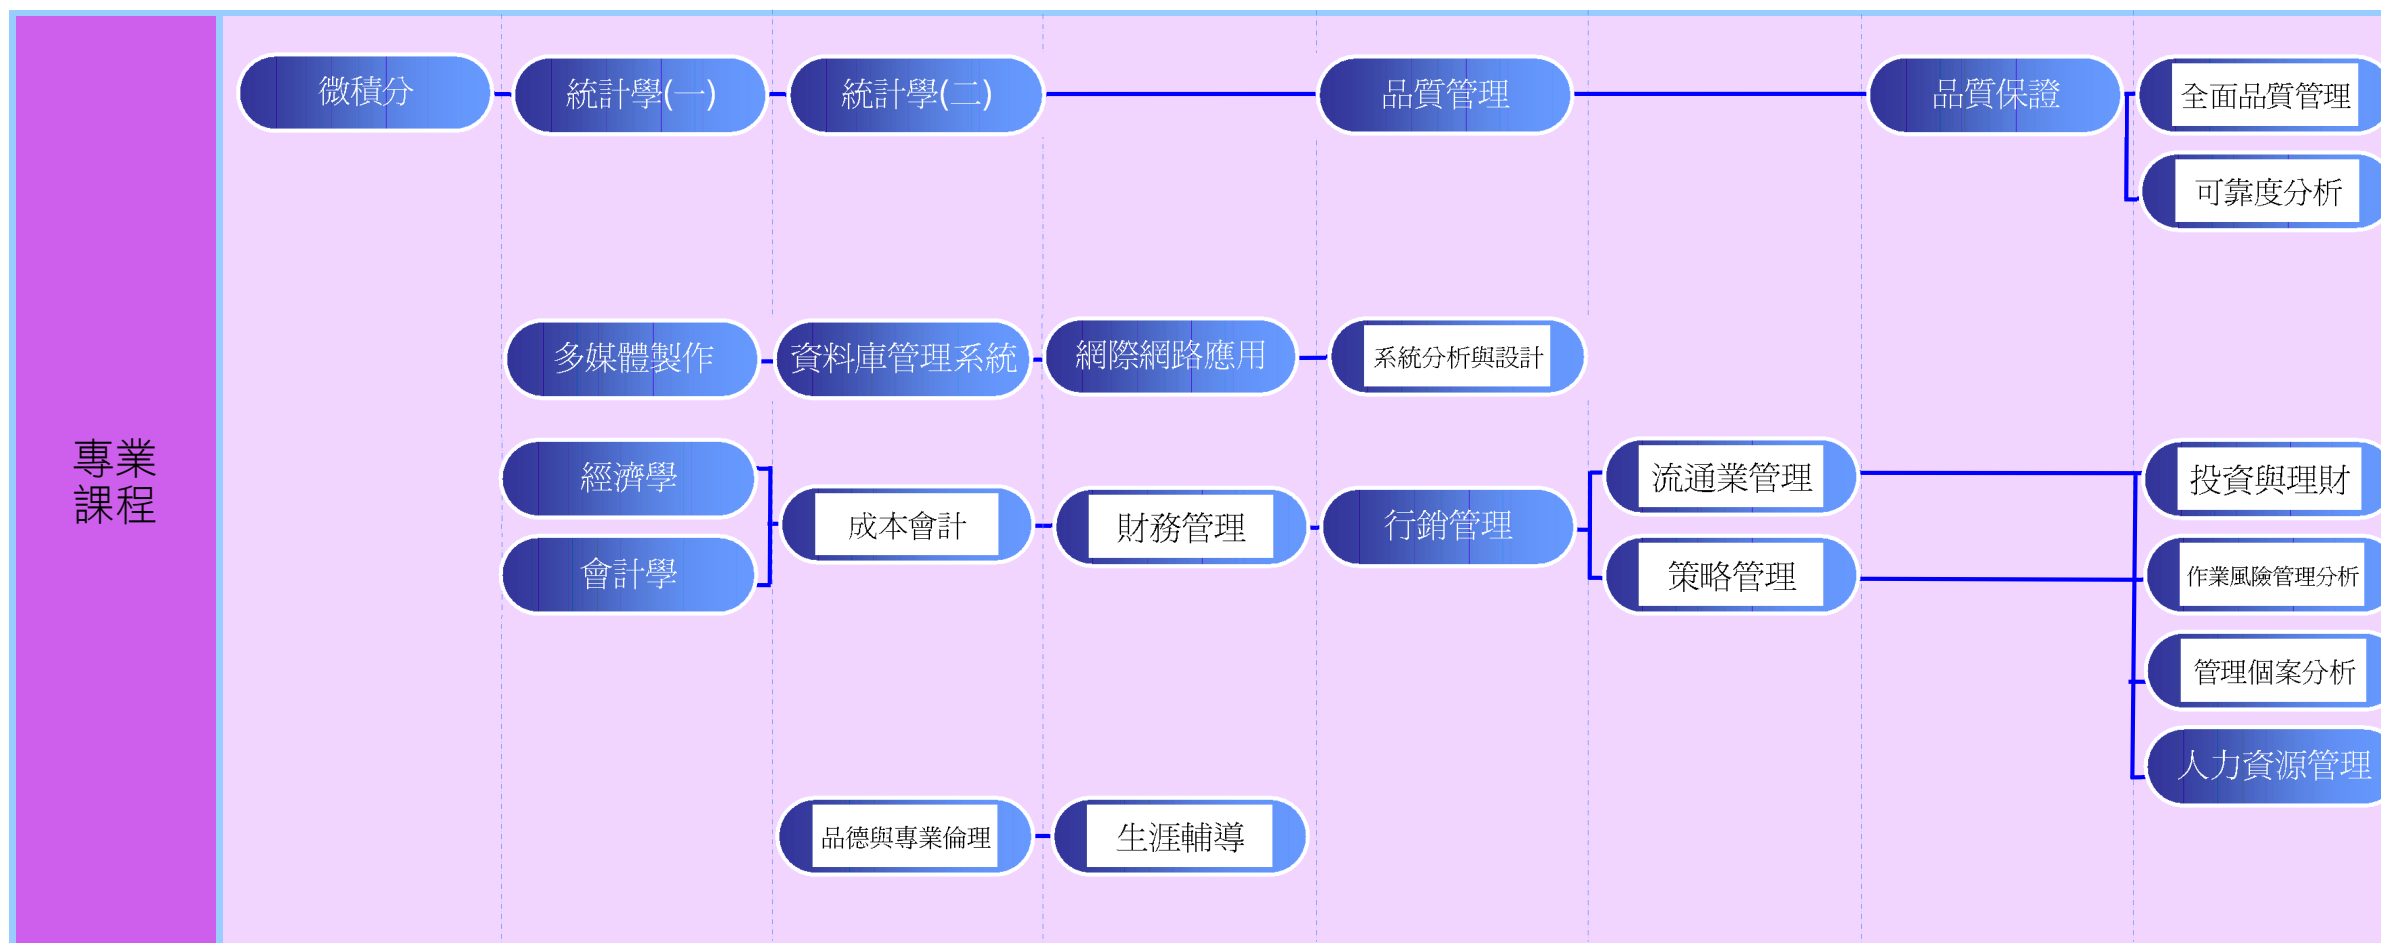 專業
課程
微積分
統計學(一)
統計學(二)
品質管理
品質保證
全面品質管理
可靠度分析
多媒體製作
資料庫管理系統
網際網路應用
系統分析與設計
經濟學
會計學
成本會計
財務管理
行銷管理
流通業管理
策略管理
投資與理財
作業風險管理分析
管理個案分析
人力資源管理
品德與專業倫理
生涯輔導